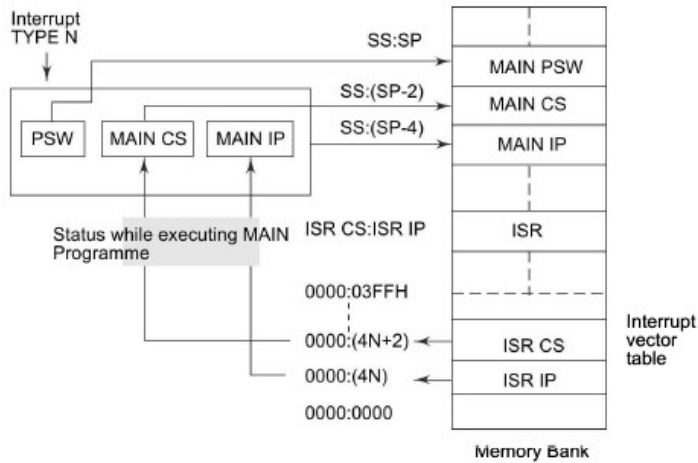 Interrupt
TYPE N
SS:SP
MAIN PSW
SS:(SP-2)
MAIN CS
SS:(SP-4)
MAIN IP
PSW
MAIN CS
MAIN IP
Status while executing MAIN
Programme
ISR CS:ISR IP
ISR
0000:03FFH
0000:(4N+2)
ISR CS
0000:(4N)
ISR IP
0000:0000
Interrupt
vector
table
Memory Bank